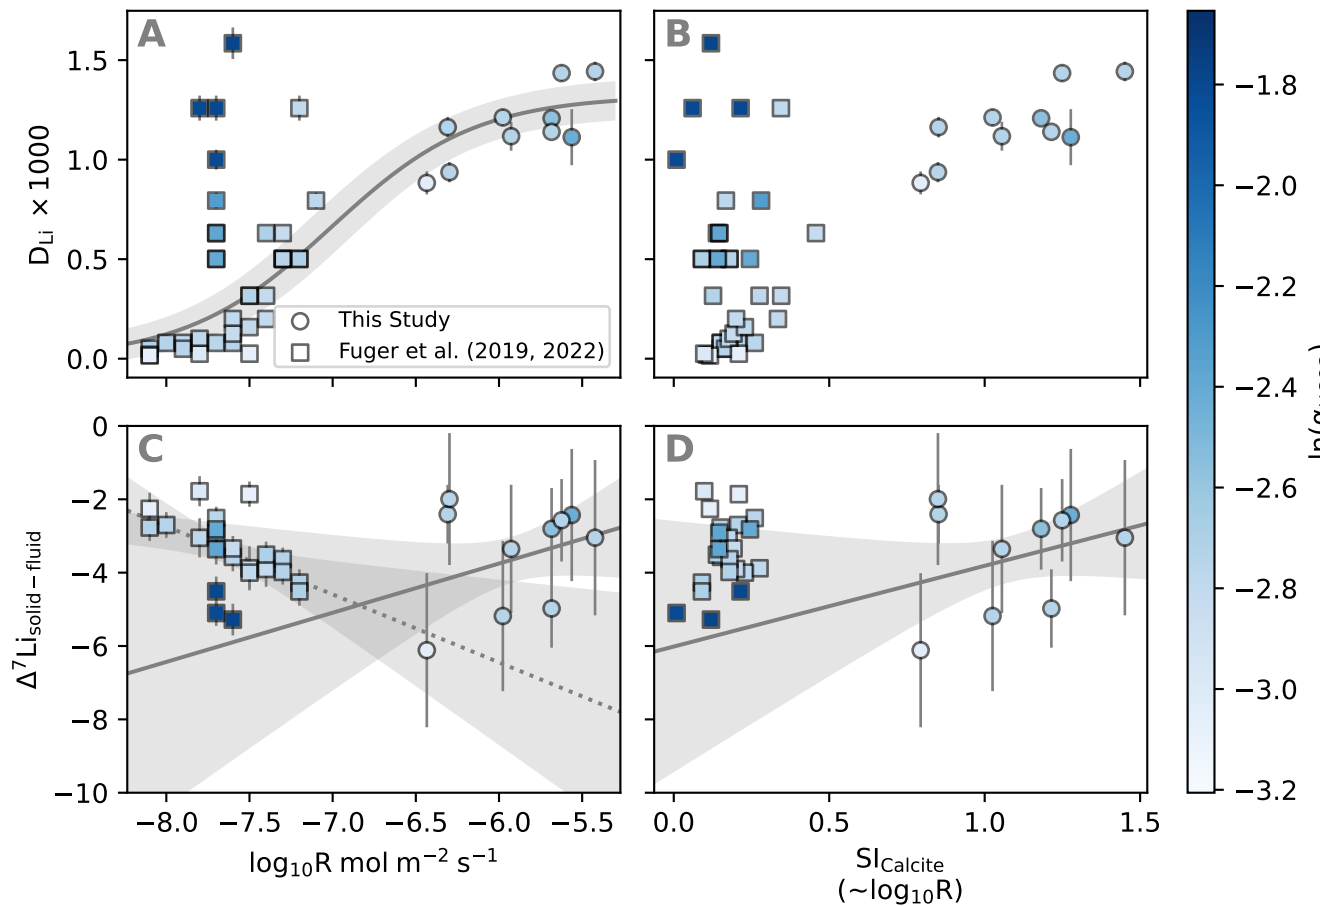 A
B
1.5
1.0
0.5
0.0
D_Li ×1000
This Study
Fuger et al. (2019, 2022)
C
D
0
−2
−4
−6
−8
−10
Δ⁷Li_solid−fluid
−8.0 −7.5 −7.0 −6.5 −6.0 −5.5
log₁₀R mol m⁻² s⁻¹
0.0 0.5 1.0 1.5
SI_Calcite
(~log₁₀R)
−1.8
−2.0
−2.2
−2.4
−2.6
−2.8
−3.0
−3.2